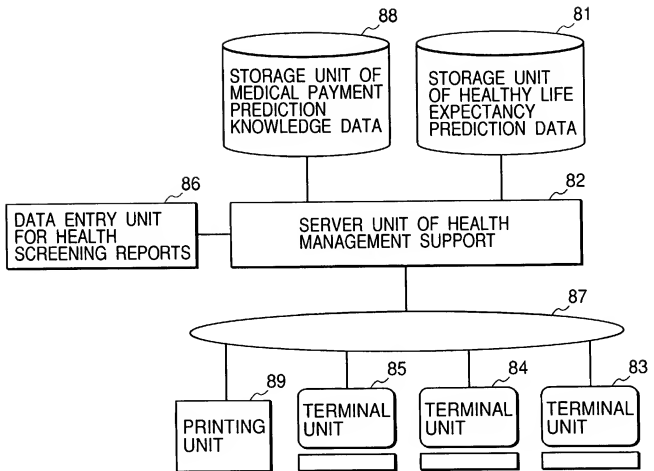 88
81
STORAGE UNIT OF
MEDICAL PAYMENT
PREDICTION
KNOWLEDGE DATA
STORAGE UNIT
OF HEALTHY LIFE
EXPECTANCY
PREDICTION DATA
86
82
DATA ENTRY UNIT
FOR HEALTH
SCREENING REPORTS
SERVER UNIT OF HEALTH
MANAGEMENT SUPPORT
87
89
85
84
83
PRINTING
UNIT
TERMINAL
UNIT
TERMINAL
UNIT
TERMINAL
UNIT